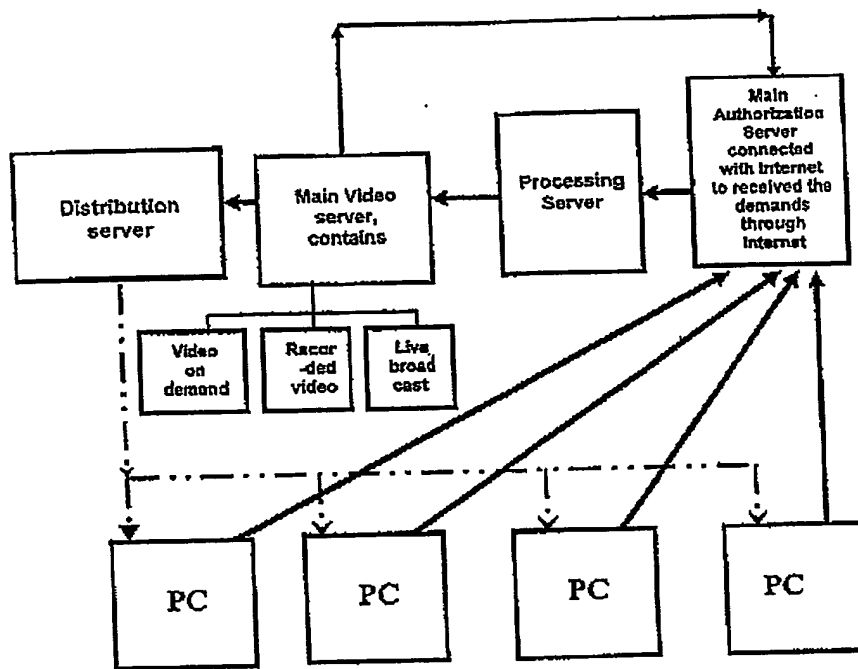 Main
Authorization
Server
connected
with Internet
to received the
demands
through
Internet
Processing
Server
Main Video
server,
contains
Distribution
server
Video
on
demand
Recor
-ded
video
Live
broad
cast
PC
PC
PC
PC